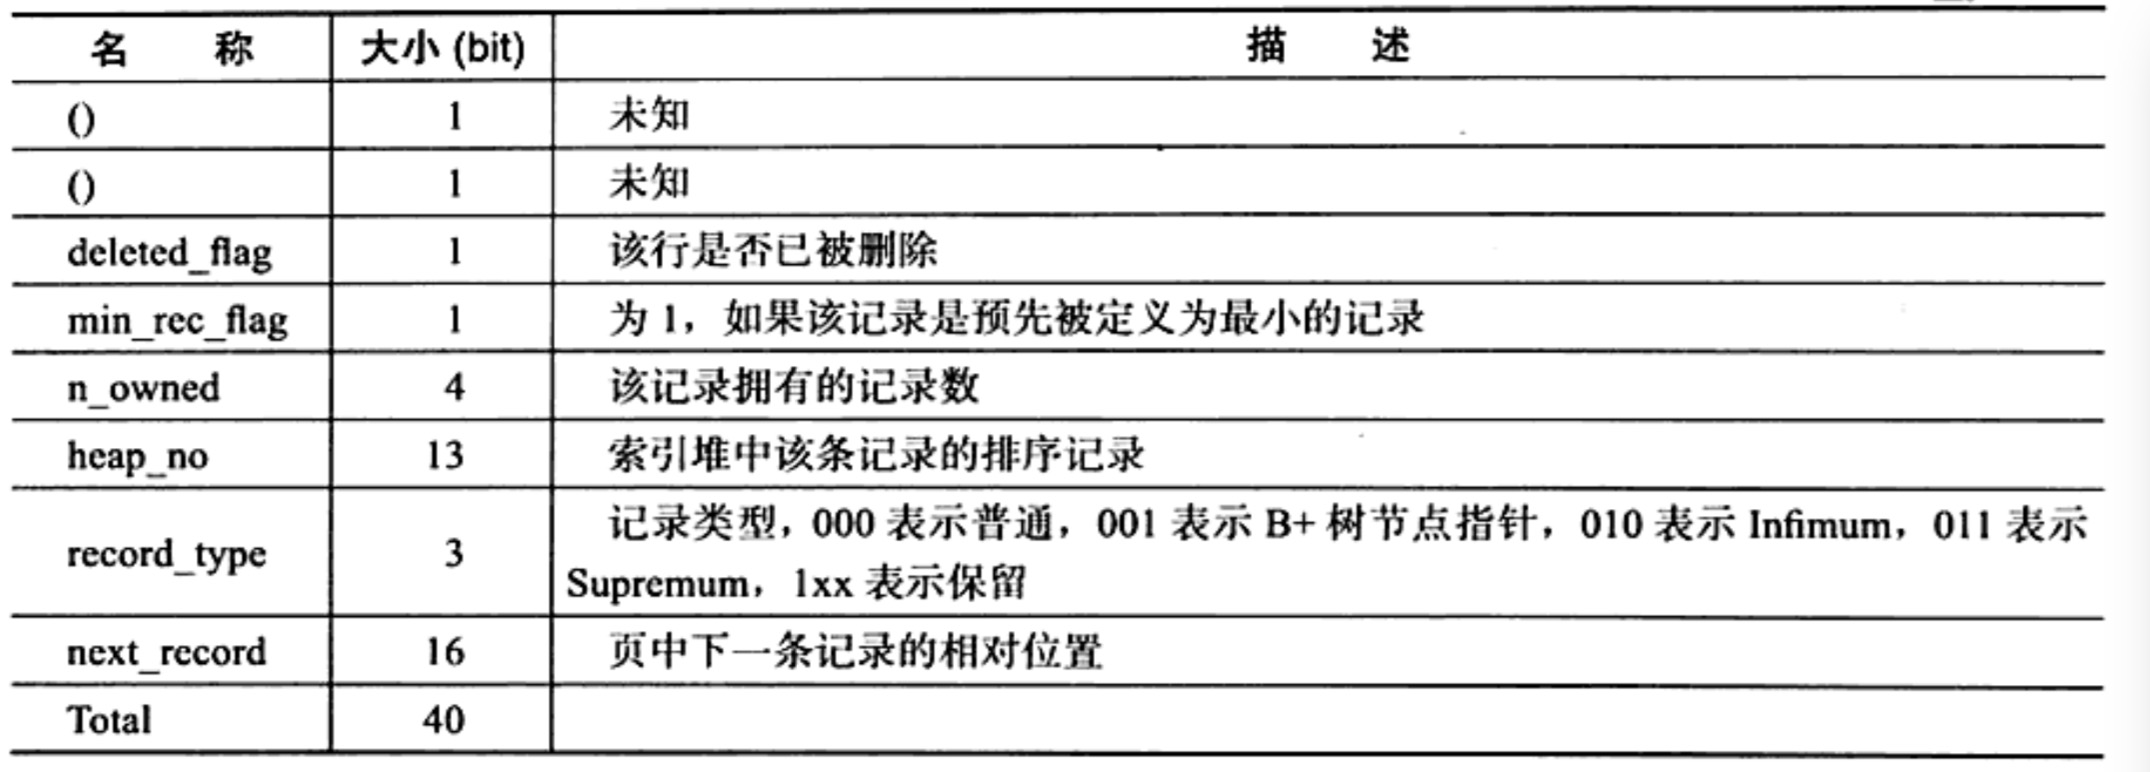 名 称 大小 (bit) 描 述
() 1 未知
() 1 未知
deleted_flag 1 该行是否已被删除
min_rec_flag 1 为 1，如果该记录是预先被定义为最小的记录
n_owned 4 该记录拥有的记录数
heap_no 13 索引堆中该条记录的排序记录
record_type 3 记录类型，000 表示普通，001 表示 B+ 树节点指针，010 表示 Infimum，011 表示
Supremum，1xx 表示保留
next_record 16 页中下一条记录的相对位置
Total 40